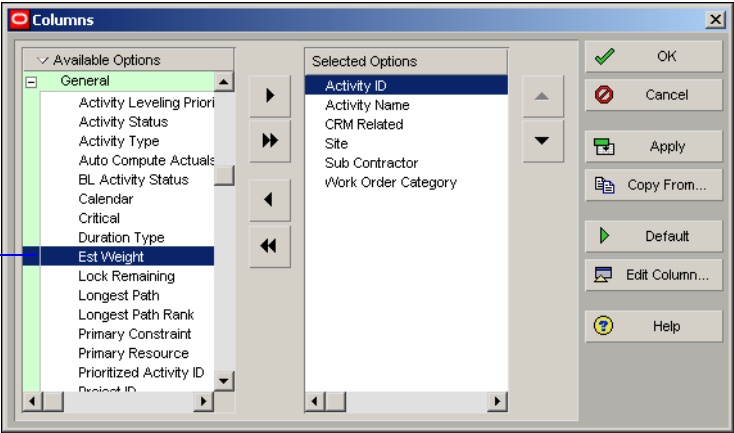 Columns
Available Options
General
Activity Leveling Priori
Activity Status
Activity Type
Auto Compute Actuals
BL Activity Status
Calendar
Critical
Duration Type
Est Weight
Lock Remaining
Longest Path
Longest Path Rank
Primary Constraint
Primary Resource
Prioritized Activity ID
Project ID
Selected Options
Activity ID
Activity Name
CRM Related
Site
Sub Contractor
Work Order Category
OK
Cancel
Apply
Copy From...
Default
Edit Column...
Help